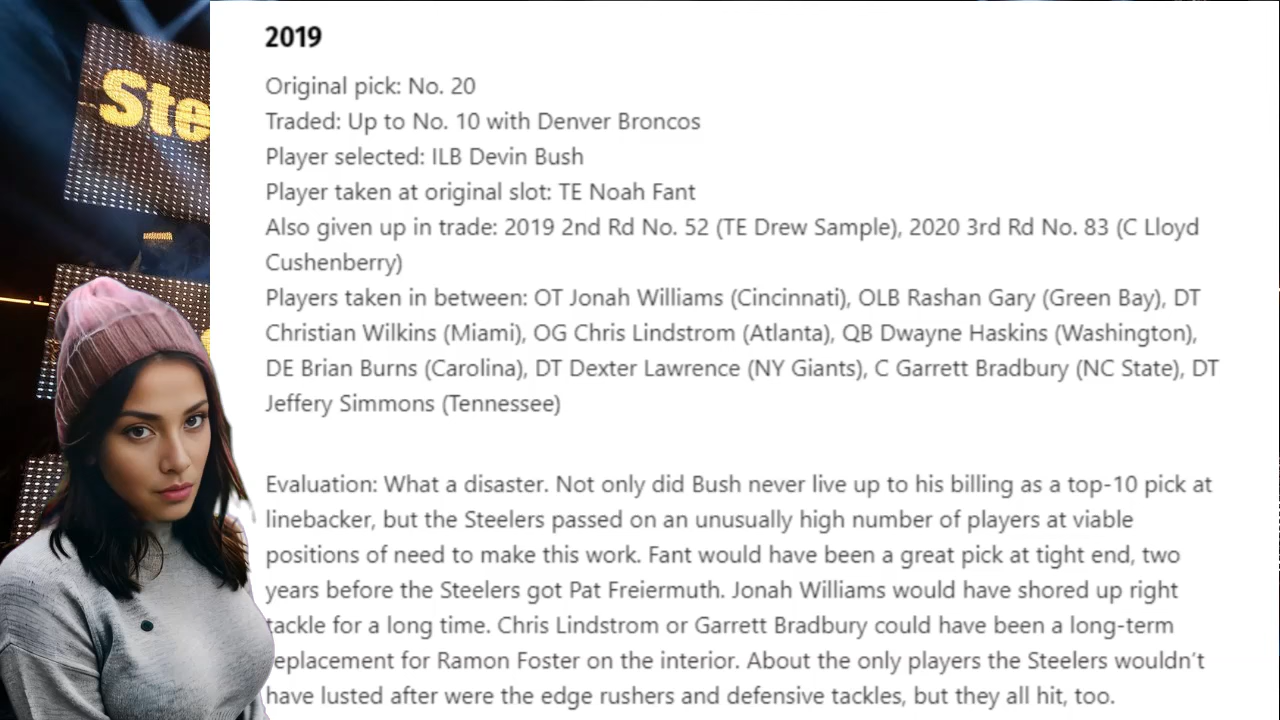 Ste
2019
Original pick: No. 20
Traded: Up to No. 10 with Denver Broncos
Player selected: ILB Devin Bush
Player taken at original slot: TE Noah Fant
Also given up in trade: 2019 2nd Rd No. 52 (TE Drew Sample), 2020 3rd Rd No. 83 (C Lloyd
Cushenberry)
Players taken in between: OT Jonah Williams (Cincinnati), OLB Rashan Gary (Green Bay), DT
Christian Wilkins (Miami), OG Chris Lindstrom (Atlanta), QB Dwayne Haskins (Washington),
DE Brian Burns (Carolina), DT Dexter Lawrence (NY Giants), C Garrett Bradbury (NC State), DT
Jeffery Simmons (Tennessee)
Evaluation: What a disaster. Not only did Bush never live up to his billing as a top-10 pick at
linebacker, but the Steelers passed on an unusually high number of players at viable
positions of need to make this work. Fant would have been a great pick at tight end, two
years before the Steelers got Pat Freiermuth. Jonah Williams would have shored up right
tackle for a long time. Chris Lindstrom or Garrett Bradbury could have been a long-term
eplacement for Ramon Foster on the interior. About the only players the Steelers wouldn't
have lusted after were the edge rushers and defensive tackles, but they all hit, too.